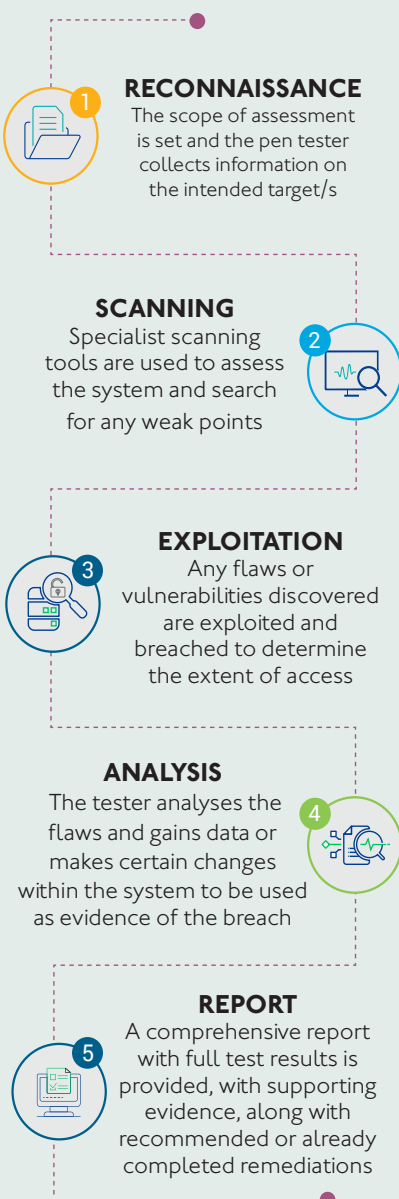 1
RECONNAISSANCE
The scope of assessment
is set and the pen tester
collects information on
the intended target/s
SCANNING
Specialist scanning
tools are used to assess
the system and search
for any weak points
2
3
EXPLOITATION
Any flaws or
vulnerabilities discovered
are exploited and
breached to determine
the extent of access
ANALYSIS
The tester analyses the
flaws and gains data or
makes certain changes
within the system to be used
as evidence of the breach
4
5
REPORT
A comprehensive report
with full test results is
provided, with supporting
evidence, along with
recommended or already
completed remediations